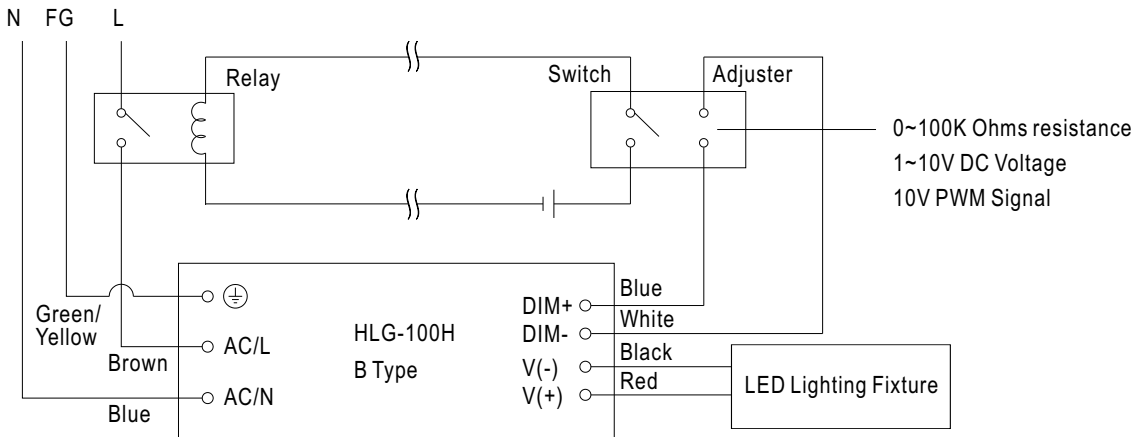 N FG L
Relay
Switch
Adjuster
0~100K Ohms resistance
1~10V DC Voltage
10V PWM Signal
Green/
Yellow
Brown
Blue
AC/L
AC/N
HLG-100H
B Type
DIM+
DIM-
V(-)
V(+)
Blue
White
Black
Red
LED Lighting Fixture